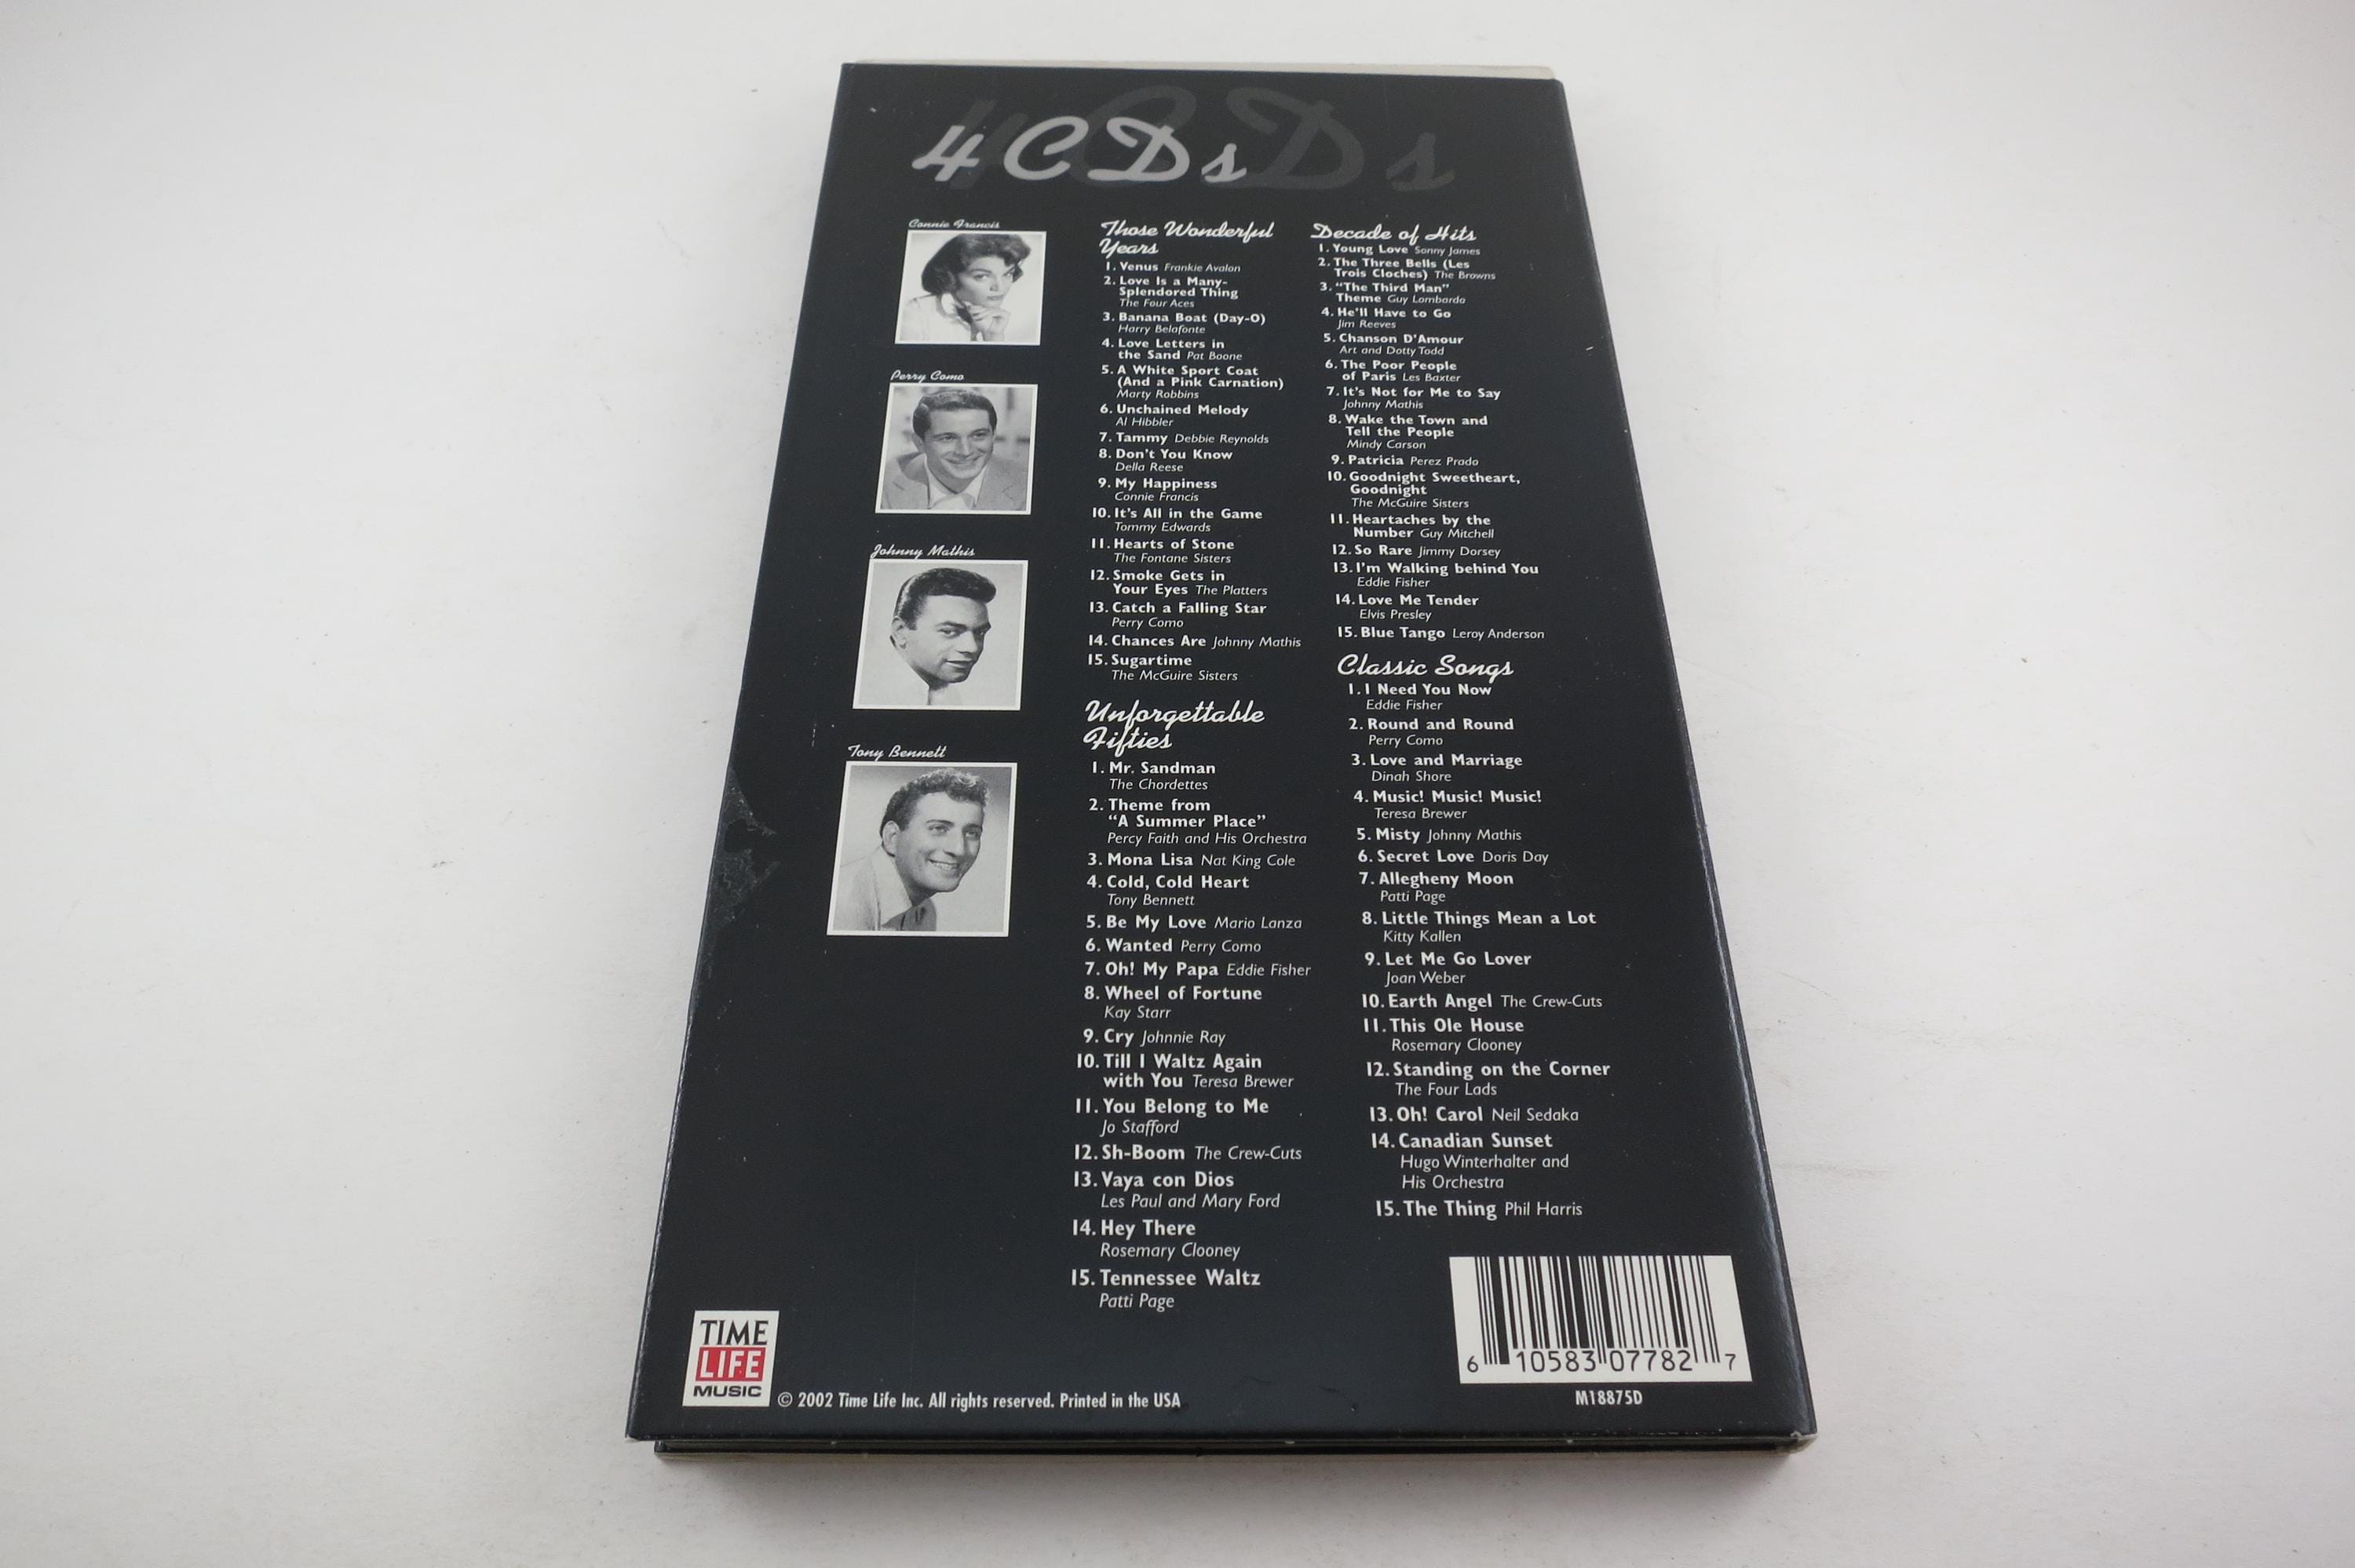 4 CDs
Connie Francis
Perry Como
Johnny Mathis
Tony Bennett
Those Wonderful
Years
1. Venus Frankie Avalon
2. Love Is a Many-
Splendored Thing
The Four Aces
3. Banana Boat (Day-O)
Harry Belafonte
4. Love Letters in
the Sand Pat Boone
5. A White Sport Coat
(And a Pink Carnation)
Marty Robbins
6. Unchained Melody
Al Hibbler
7. Tammy Debbie Reynolds
8. Don't You Know
Della Reese
9. My Happiness
Connie Francis
10. It's All in the Game
Tommy Edwards
11. Hearts of Stone
The Fontane Sisters
12. Smoke Gets in
Your Eyes The Platters
13. Catch a Falling Star
Perry Como
14. Chances Are Johnny Mathis
15. Sugartime
The McGuire Sisters
Unforgettable
Fifties
1. Mr. Sandman
The Chordettes
2. Theme from
"A Summer Place"
Percy Faith and His Orchestra
3. Mona Lisa Nat King Cole
4. Cold, Cold Heart
Tony Bennett
5. Be My Love Mario Lanza
6. Wanted Perry Como
7. Oh! My Papa Eddie Fisher
8. Wheel of Fortune
Kay Starr
9. Cry Johnnie Ray
10. Till I Waltz Again
with You Teresa Brewer
11. You Belong to Me
Jo Stafford
12. Sh-Boom The Crew-Cuts
13. Vaya con Dios
Les Paul and Mary Ford
14. Hey There
Rosemary Clooney
15. Tennessee Waltz
Patti Page
Decade of Hits
1. Young Love Sonny James
2. The Three Bells (Les
Trois Cloches) The Browns
3. "The Third Man"
Theme Guy Lombardo
4. He'll Have to Go
Jim Reeves
5. Chanson D'Amour
Art and Dotty Todd
6. The Poor People
of Paris Les Baxter
7. It's Not for Me to Say
Johnny Mathis
8. Wake the Town and
Tell the People
Mindy Carson
9. Patricia Perez Prado
10. Goodnight Sweetheart,
Goodnight
The McGuire Sisters
11. Heartaches by the
Number Guy Mitchell
12. So Rare Jimmy Dorsey
13. I'm Walking behind You
Eddie Fisher
14. Love Me Tender
Elvis Presley
15. Blue Tango Leroy Anderson
Classic Songs
1. I Need You Now
Eddie Fisher
2. Round and Round
Perry Como
3. Love and Marriage
Dinah Shore
4. Music! Music! Music!
Teresa Brewer
5. Misty Johnny Mathis
6. Secret Love Doris Day
7. Allegheny Moon
Patti Page
8. Little Things Mean a Lot
Kitty Kallen
9. Let Me Go Lover
Joan Weber
10. Earth Angel The Crew-Cuts
11. This Ole House
Rosemary Clooney
12. Standing on the Corner
The Four Lads
13. Oh! Carol Neil Sedaka
14. Canadian Sunset
Hugo Winterhalter and
His Orchestra
15. The Thing Phil Harris
TIME
LIFE
MUSIC
© 2002 Time Life Inc. All rights reserved. Printed in the USA
6 10583 07782 7
M18875D